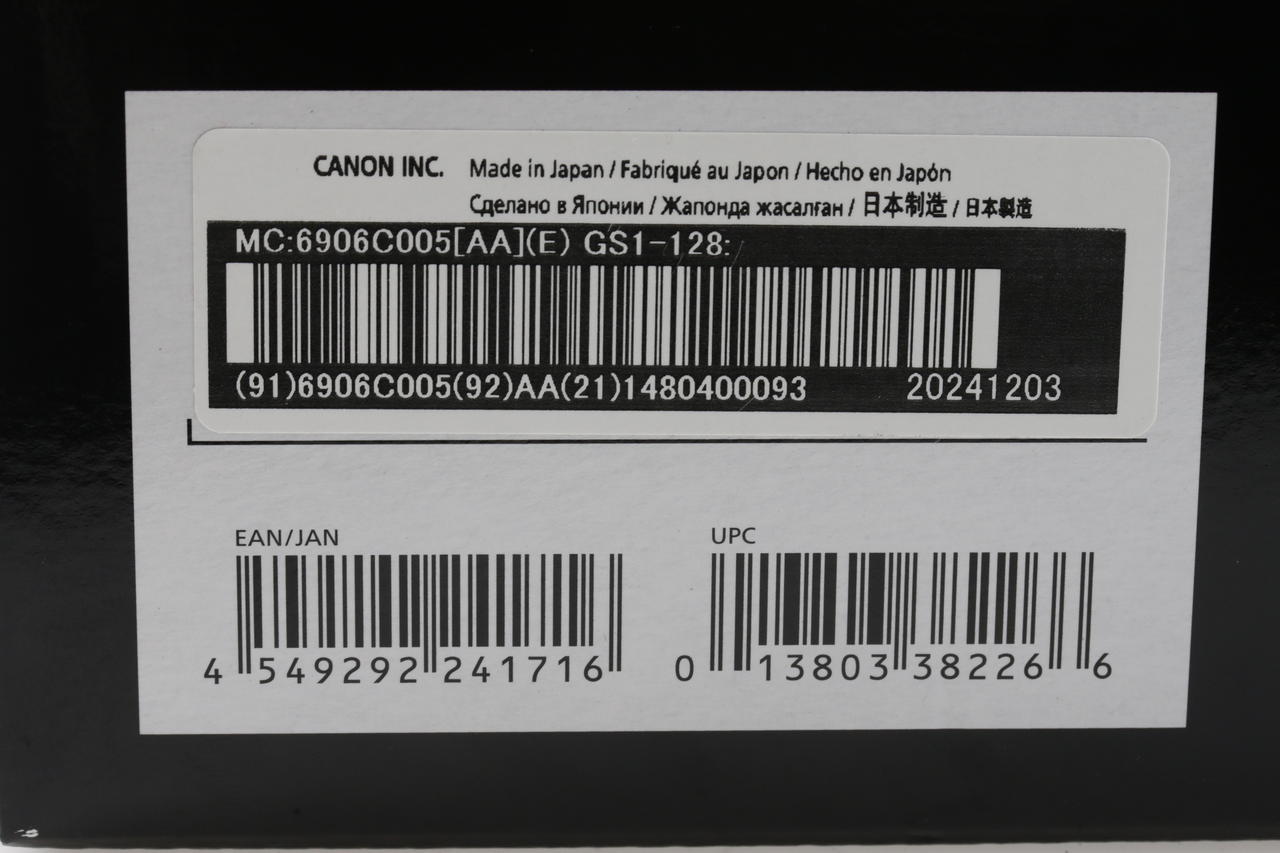 CANON INC. Made in Japan / Fabriqué au Japon / Hecho en Japón
Сделано в Японии / Жапонда жасалған / 日本制造 / 日本製造
MC:6906C005[AA](E) GS1-128:
(91)6906C005(92)AA(21)1480400093 20241203
EAN/JAN UPC
4 549292 241716 0 13803 38226 6